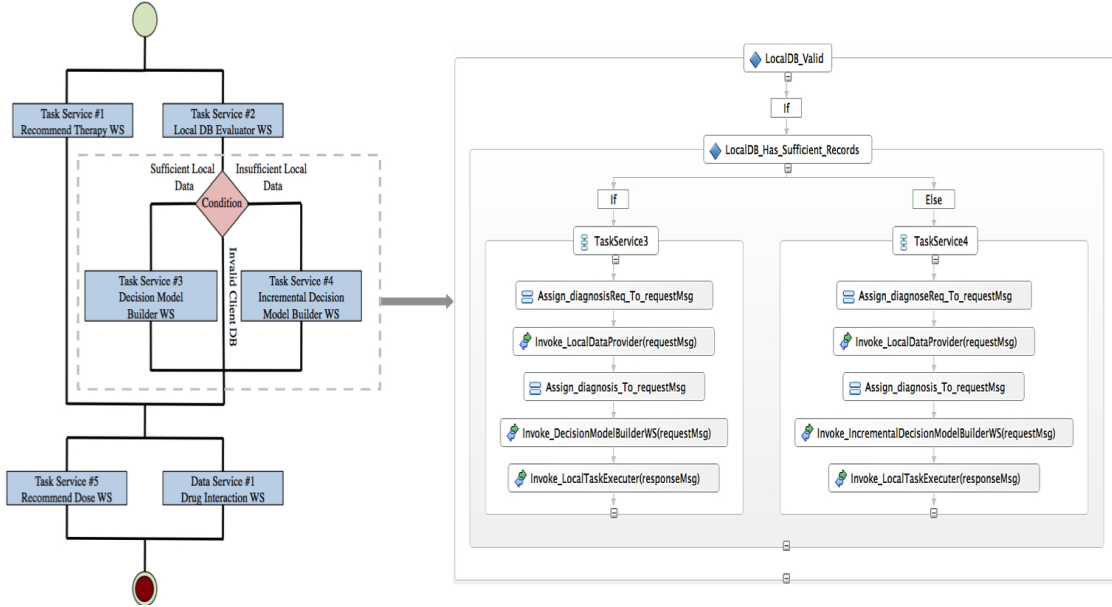 Task Service #1
Recommend Therapy WS
Task Service #2
Local DB Evaluator WS
Sufficient Local
Data
Insufficient Local
Data
Condition
Invalid Client DB
Task Service #3
Decision Model
Builder WS
Task Service #4
Incremental Decision
Model Builder WS
Task Service #5
Recommend Dose WS
Data Service #1
Drug Interaction WS
LocalDB_Valid
If
LocalDB_Has_Sufficient_Records
If
Else
TaskService3
Assign_diagnosisReq_To_requestMsg
Invoke_LocalDataProvider(requestMsg)
Assign_diagnosis_To_requestMsg
Invoke_DecisionModelBuilderWS(requestMsg)
Invoke_LocalTaskExecuter(responseMsg)
TaskService4
Assign_diagnoseReq_To_requestMsg
Invoke_LocalDataProvider(requestMsg)
Assign_diagnosis_To_requestMsg
Invoke_IncrementalDecisionModelBuilderWS(requestMsg)
Invoke_LocalTaskExecuter(responseMsg)